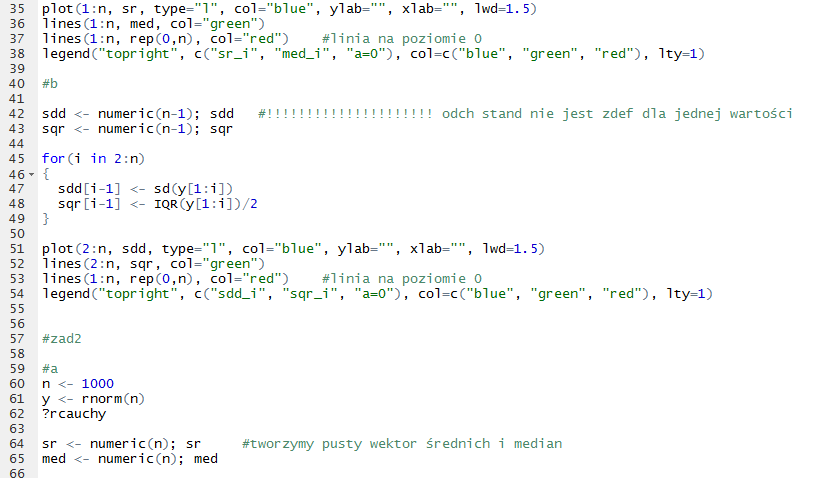 35 plot(1:n, sr, type="l", col="blue", ylab="", xlab="", lwd=1.5)
36 lines(1:n, med, col="green")
37 lines(1:n, rep(0,n), col="red")    #linia na poziomie 0
38 legend("topright", c("sr_i", "med_i", "a=0"), col=c("blue", "green", "red"), lty=1)
39
40 #b
41
42 sdd <- numeric(n-1); sdd   #!!!!!!!!!!!!!!!!!!!!! odch stand nie jest zdef dla jednej wartości
43 sqr <- numeric(n-1); sqr
44
45 for(i in 2:n)
46 {
47   sdd[i-1] <- sd(y[1:i])
48   sqr[i-1] <- IQR(y[1:i])/2
49 }
50
51 plot(2:n, sdd, type="l", col="blue", ylab="", xlab="", lwd=1.5)
52 lines(2:n, sqr, col="green")
53 lines(1:n, rep(0,n), col="red")    #linia na poziomie 0
54 legend("topright", c("sdd_i", "sqr_i", "a=0"), col=c("blue", "green", "red"), lty=1)
55
56
57 #zad2
58
59 #a
60 n <- 1000
61 y <- rnorm(n)
62 ?rcauchy
63
64 sr <- numeric(n); sr     #tworzymy pusty wektor średnich i median
65 med <- numeric(n); med
66